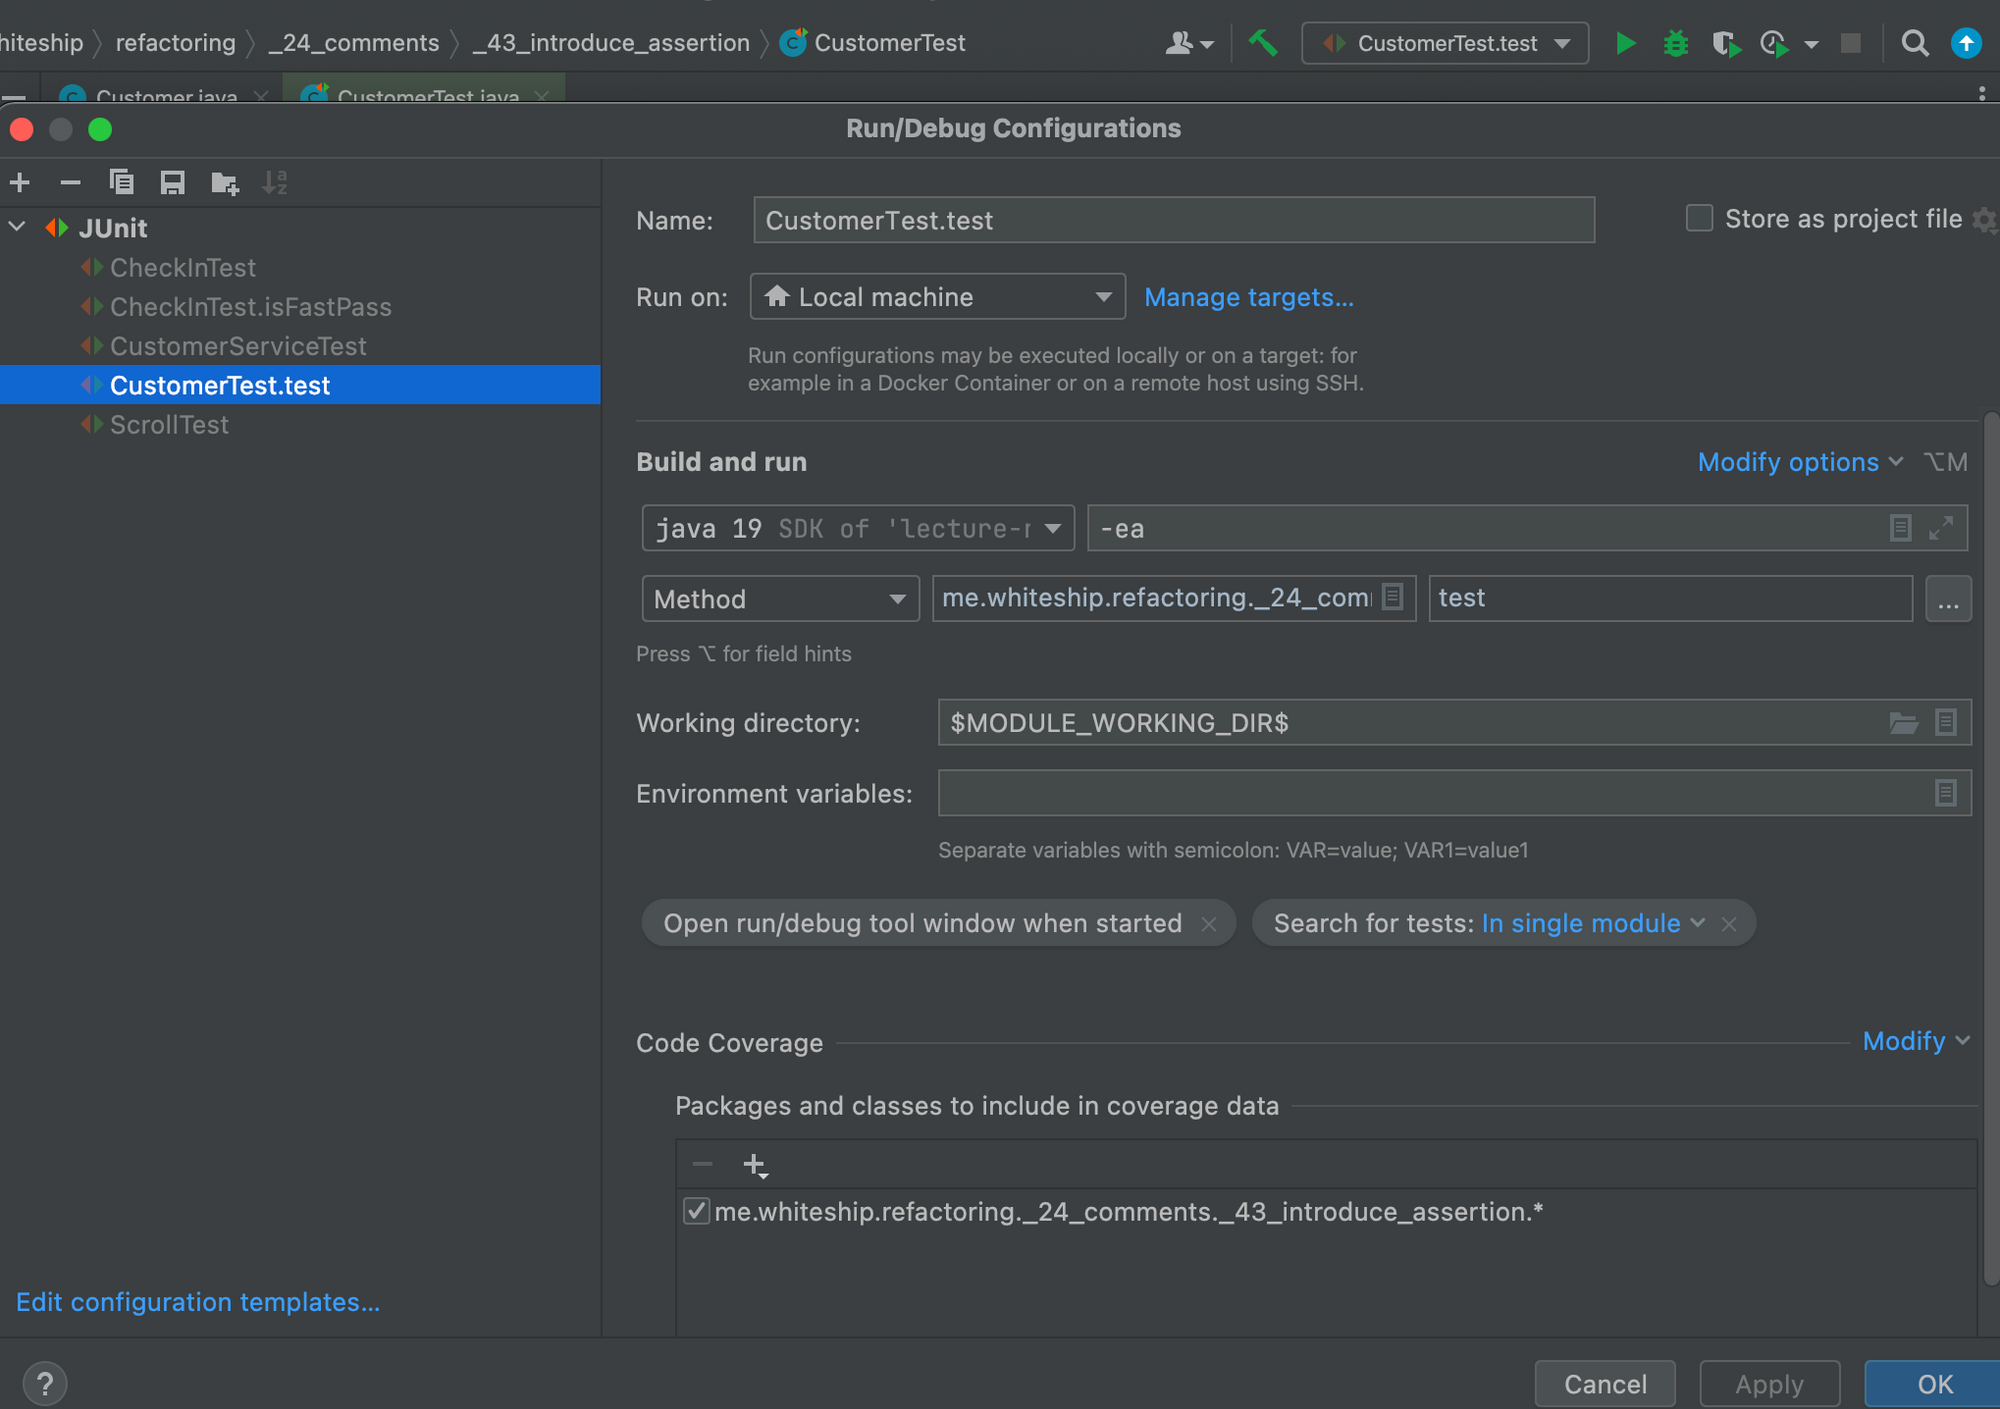 hiteship refactoring _24_comments _43_introduce_assertion CustomerTest CustomerTest.test
Customer.java CustomerTest.java
Run/Debug Configurations
JUnit
CheckInTest
CheckInTest.isFastPass
CustomerServiceTest
CustomerTest.test
ScrollTest
Edit configuration templates...
Name: CustomerTest.test Store as project file
Run on: Local machine Manage targets...
Run configurations may be executed locally or on a target: for
example in a Docker Container or on a remote host using SSH.
Build and run Modify options ⌥M
java 19 SDK of 'lecture-r -ea
Method me.whiteship.refactoring._24_com test ...
Press ⌥ for field hints
Working directory: $MODULE_WORKING_DIR$
Environment variables:
Separate variables with semicolon: VAR=value; VAR1=value1
Open run/debug tool window when started × Search for tests: In single module ×
Code Coverage Modify
Packages and classes to include in coverage data
me.whiteship.refactoring._24_comments._43_introduce_assertion.*
? Cancel Apply OK